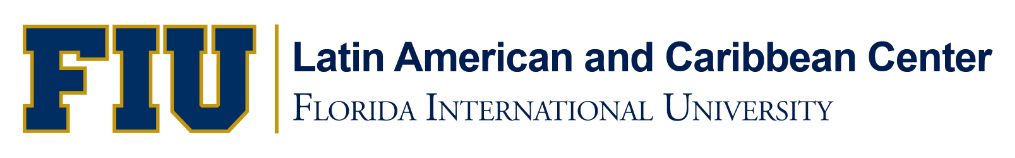 FIU
Latin American and Caribbean Center
Florida International University